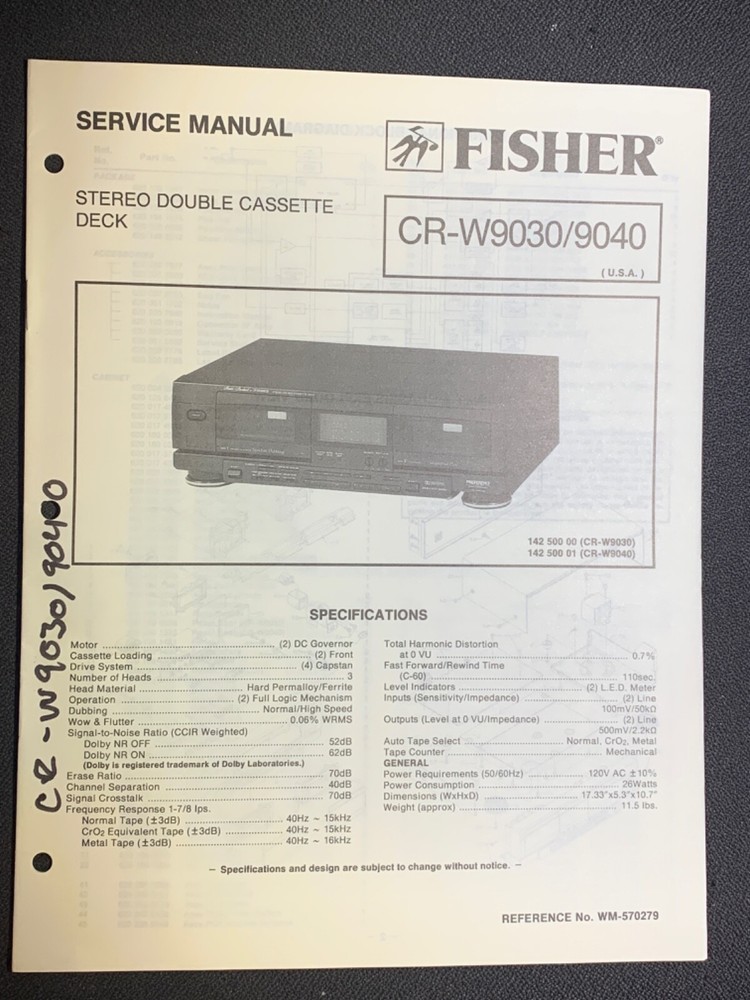 SERVICE MANUAL
FISHER®
STEREO DOUBLE CASSETTE
DECK
CR-W9030/9040
(U.S.A.)
142 500 00 (CR-W9030)
142 500 01 (CR-W9040)
CR-W9030/90400
SPECIFICATIONS
Motor (2) DC Governor
Cassette Loading (2) Front
Drive System (4) Capstan
Number of Heads 3
Head Material Hard Permalloy/Ferrite
Operation (2) Full Logic Mechanism
Dubbing Normal/High Speed
Wow & Flutter 0.06% WRMS
Signal-to-Noise Ratio (CCIR Weighted)
Dolby NR OFF 52dB
Dolby NR ON 62dB
(Dolby is registered trademark of Dolby Laboratories.)
Erase Ratio 70dB
Channel Separation 40dB
Signal Crosstalk 70dB
Frequency Response 1-7/8 Ips.
Normal Tape (±3dB) 40Hz ~ 15kHz
CrO2 Equivalent Tape (±3dB) 40Hz ~ 15kHz
Metal Tape (±3dB) 40Hz ~ 16kHz
Total Harmonic Distortion
at 0 VU 0.7%
Fast Forward/Rewind Time
(C-60) 110sec.
Level Indicators (2) L.E.D. Meter
Inputs (Sensitivity/Impedance) (2) Line
100mV/50kΩ
Outputs (Level at 0 VU/Impedance) (2) Line
500mV/2.2kΩ
Auto Tape Select Normal, CrO2, Metal
Tape Counter Mechanical
GENERAL
Power Requirements (50/60Hz) 120V AC ±10%
Power Consumption 26Watts
Dimensions (WxHxD) 17.33"x5.3"x10.7"
Weight (approx) 11.5 lbs.
– Specifications and design are subject to change without notice. –
REFERENCE No. WM-570279